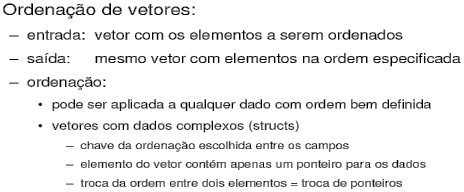 Ordenação de vetores:
– entrada: vetor com os elementos a serem ordenados
– saída: mesmo vetor com elementos na ordem especificada
– ordenação:
• pode ser aplicada a qualquer dado com ordem bem definida
• vetores com dados complexos (structs)
– chave da ordenação escolhida entre os campos
– elemento do vetor contém apenas um ponteiro para os dados
– troca da ordem entre dois elementos = troca de ponteiros